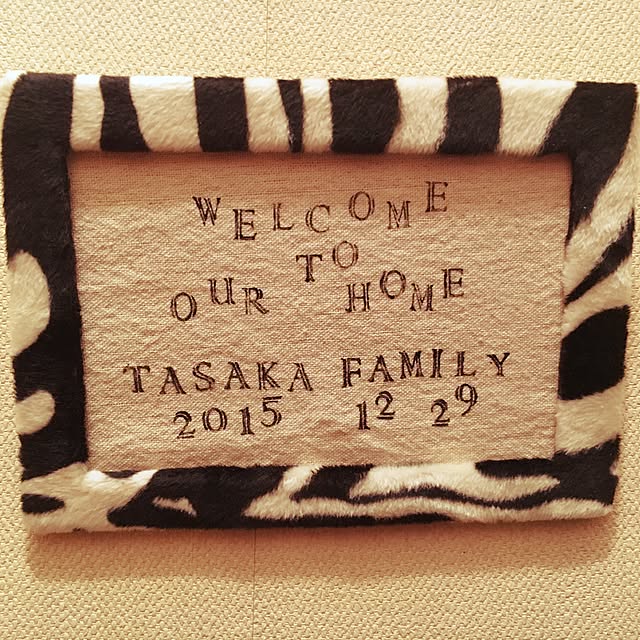 WELCOME
TO
OUR HOME
TASAKA FAMILY
2015 12 29